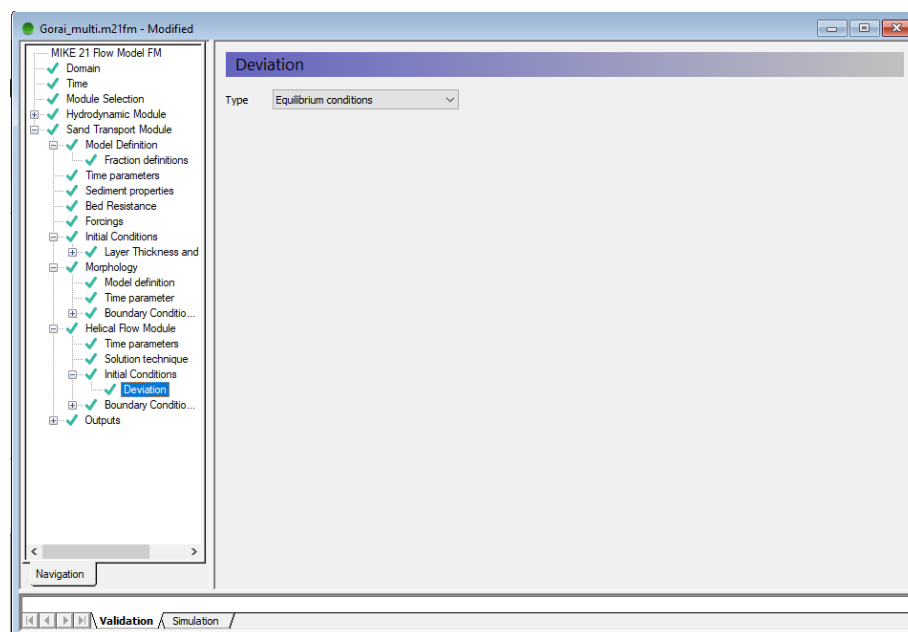 Gorai_multi.m21fm - Modified
MIKE 21 Flow Model FM
Domain
Time
Module Selection
Hydrodynamic Module
Sand Transport Module
Model Definition
Fraction definitions
Time parameters
Sediment properties
Bed Resistance
Forcings
Initial Conditions
Layer Thickness and
Morphology
Model definition
Time parameter
Boundary Conditio...
Helical Flow Module
Time parameters
Solution technique
Initial Conditions
Deviation
Boundary Conditio...
Outputs
Navigation
Deviation
Type Equilibrium conditions
Validation Simulation